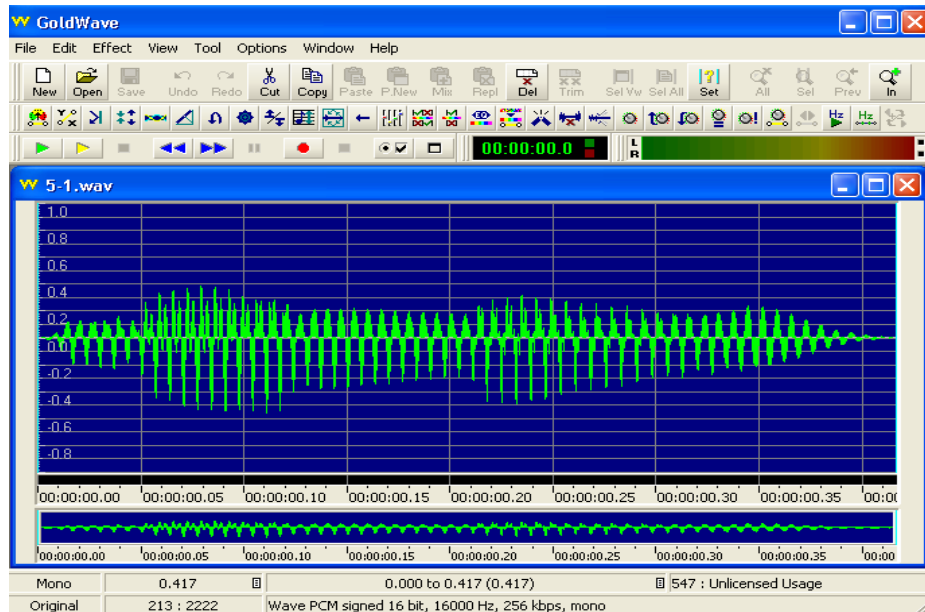 GoldWave
File Edit Effect View Tool Options Window Help
New Open Save Undo Redo Cut Copy Paste P.New Mix Repl Del Trim Sel Vw Sel All Set All Sel Prev In
Hz Hz
00:00:00.0 L
R
5-1.wav
1.0
0.8
0.6
0.4
0.2
0.0
-0.2
-0.4
-0.6
-0.8
00:00:00.00 00:00:00.05 00:00:00.10 00:00:00.15 00:00:00.20 00:00:00.25 00:00:00.30 00:00:00.35 00:00
00:00:00.00 00:00:00.05 00:00:00.10 00:00:00.15 00:00:00.20 00:00:00.25 00:00:00.30 00:00:00.35 00:00
Mono 0.417 0.000 to 0.417 (0.417) 547 : Unlicensed Usage
Original 213 : 2222 Wave PCM signed 16 bit, 16000 Hz, 256 kbps, mono